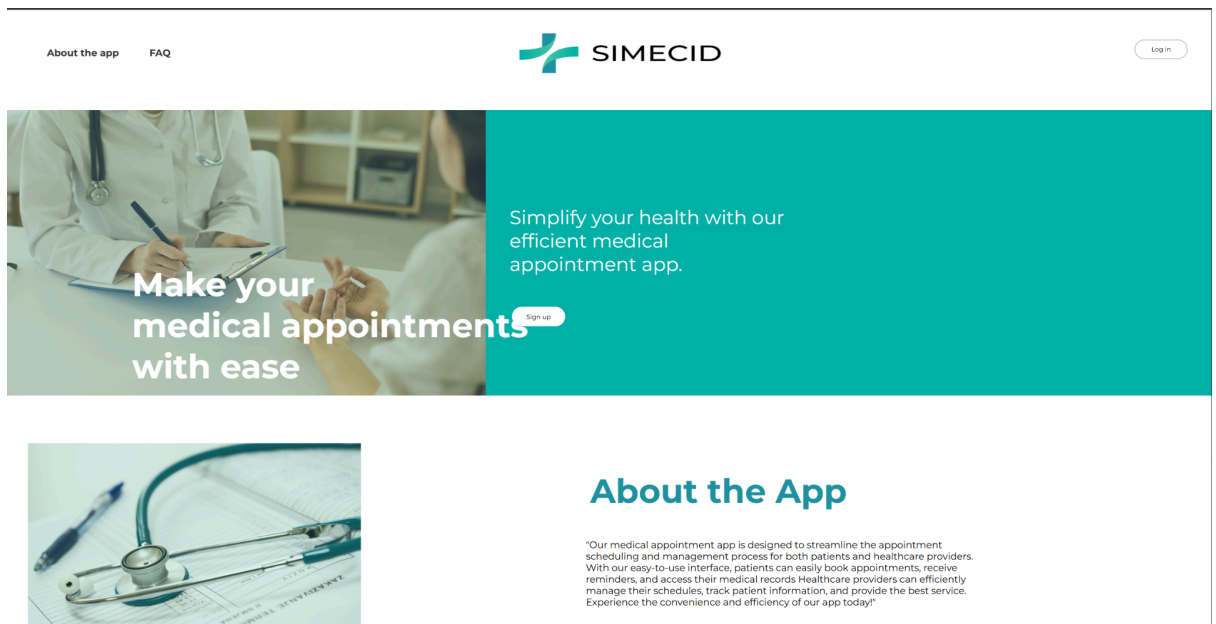 About the app
FAQ
SIMECID
Log in
Simplify your health with our
efficient medical
appointment app.
Make your
medical appointments
with ease
Sign up
About the App
"Our medical appointment app is designed to streamline the appointment
scheduling and management process for both patients and healthcare providers.
With our easy-to-use interface, patients can easily book appointments, receive
reminders, and access their medical records Healthcare providers can efficiently
manage their schedules, track patient information, and provide the best service.
Experience the convenience and efficiency of our app today!"
ZAKAZIVANJE